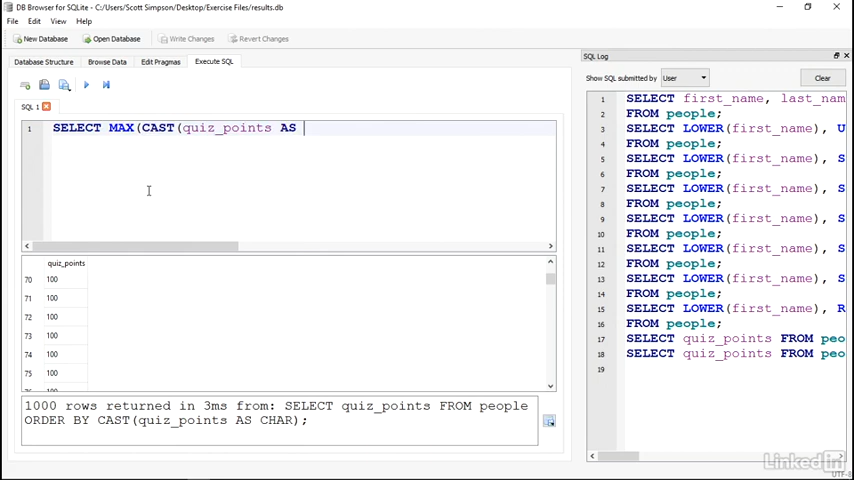 DB Browser for SQLite - C:/Users/Scott Simpson/Desktop/Exercise Files/results.db
File Edit View Help
New Database Open Database Write Changes Revert Changes
Database Structure Browse Data Edit Pragmas Execute SQL
SQL 1
1 SELECT MAX(CAST(quiz_points AS
quiz_points
70 100
71 100
72 100
73 100
74 100
75 100
76 100
1000 rows returned in 3ms from: SELECT quiz_points FROM people
ORDER BY CAST(quiz_points AS CHAR);
SQL Log
Show SQL submitted by User Clear
1 SELECT first_name, last_nam
2 FROM people;
3 SELECT LOWER(first_name), U
4 FROM people;
5 SELECT LOWER(first_name), S
6 FROM people;
7 SELECT LOWER(first_name), S
8 FROM people;
9 SELECT LOWER(first_name), S
10 FROM people;
11 SELECT LOWER(first_name), S
12 FROM people;
13 SELECT LOWER(first_name), S
14 FROM people;
15 SELECT LOWER(first_name), R
16 FROM people;
17 SELECT quiz_points FROM peo
18 SELECT quiz_points FROM peo
19
LinkedIn
UTF-8